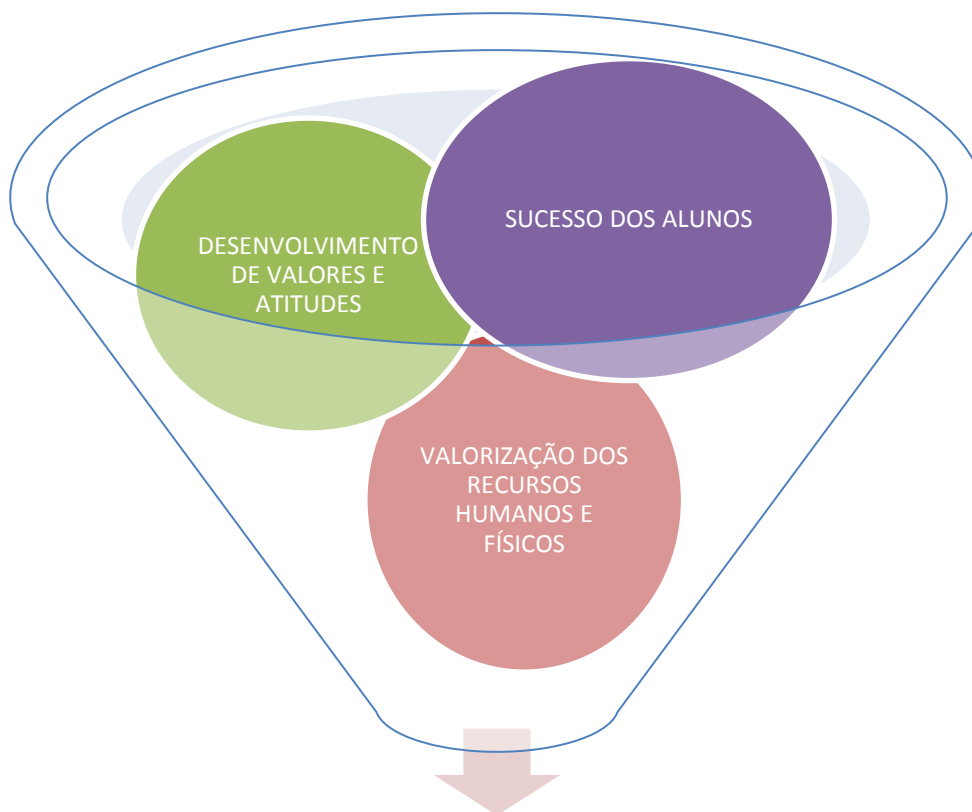 SUCESSO DOS ALUNOS
DESENVOLVIMENTO
DE VALORES E
ATITUDES
VALORIZAÇÃO DOS
RECURSOS
HUMANOS E
FÍSICOS